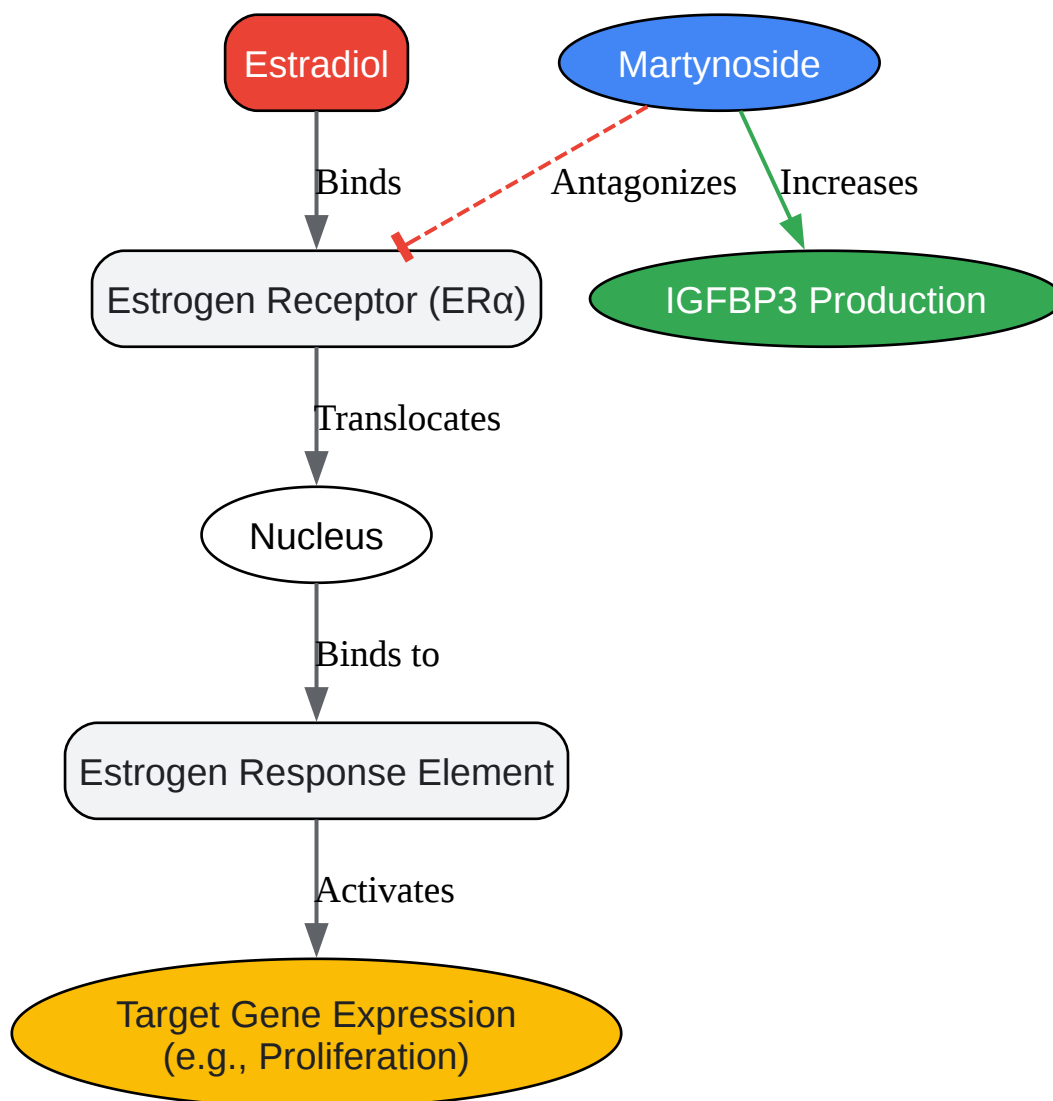 Estradiol
Martynoside
Binds
Antagonizes
Increases
Estrogen Receptor (ERα)
IGFBP3 Production
Translocates
Nucleus
Binds to
Estrogen Response Element
Activates
Target Gene Expression
(e.g., Proliferation)